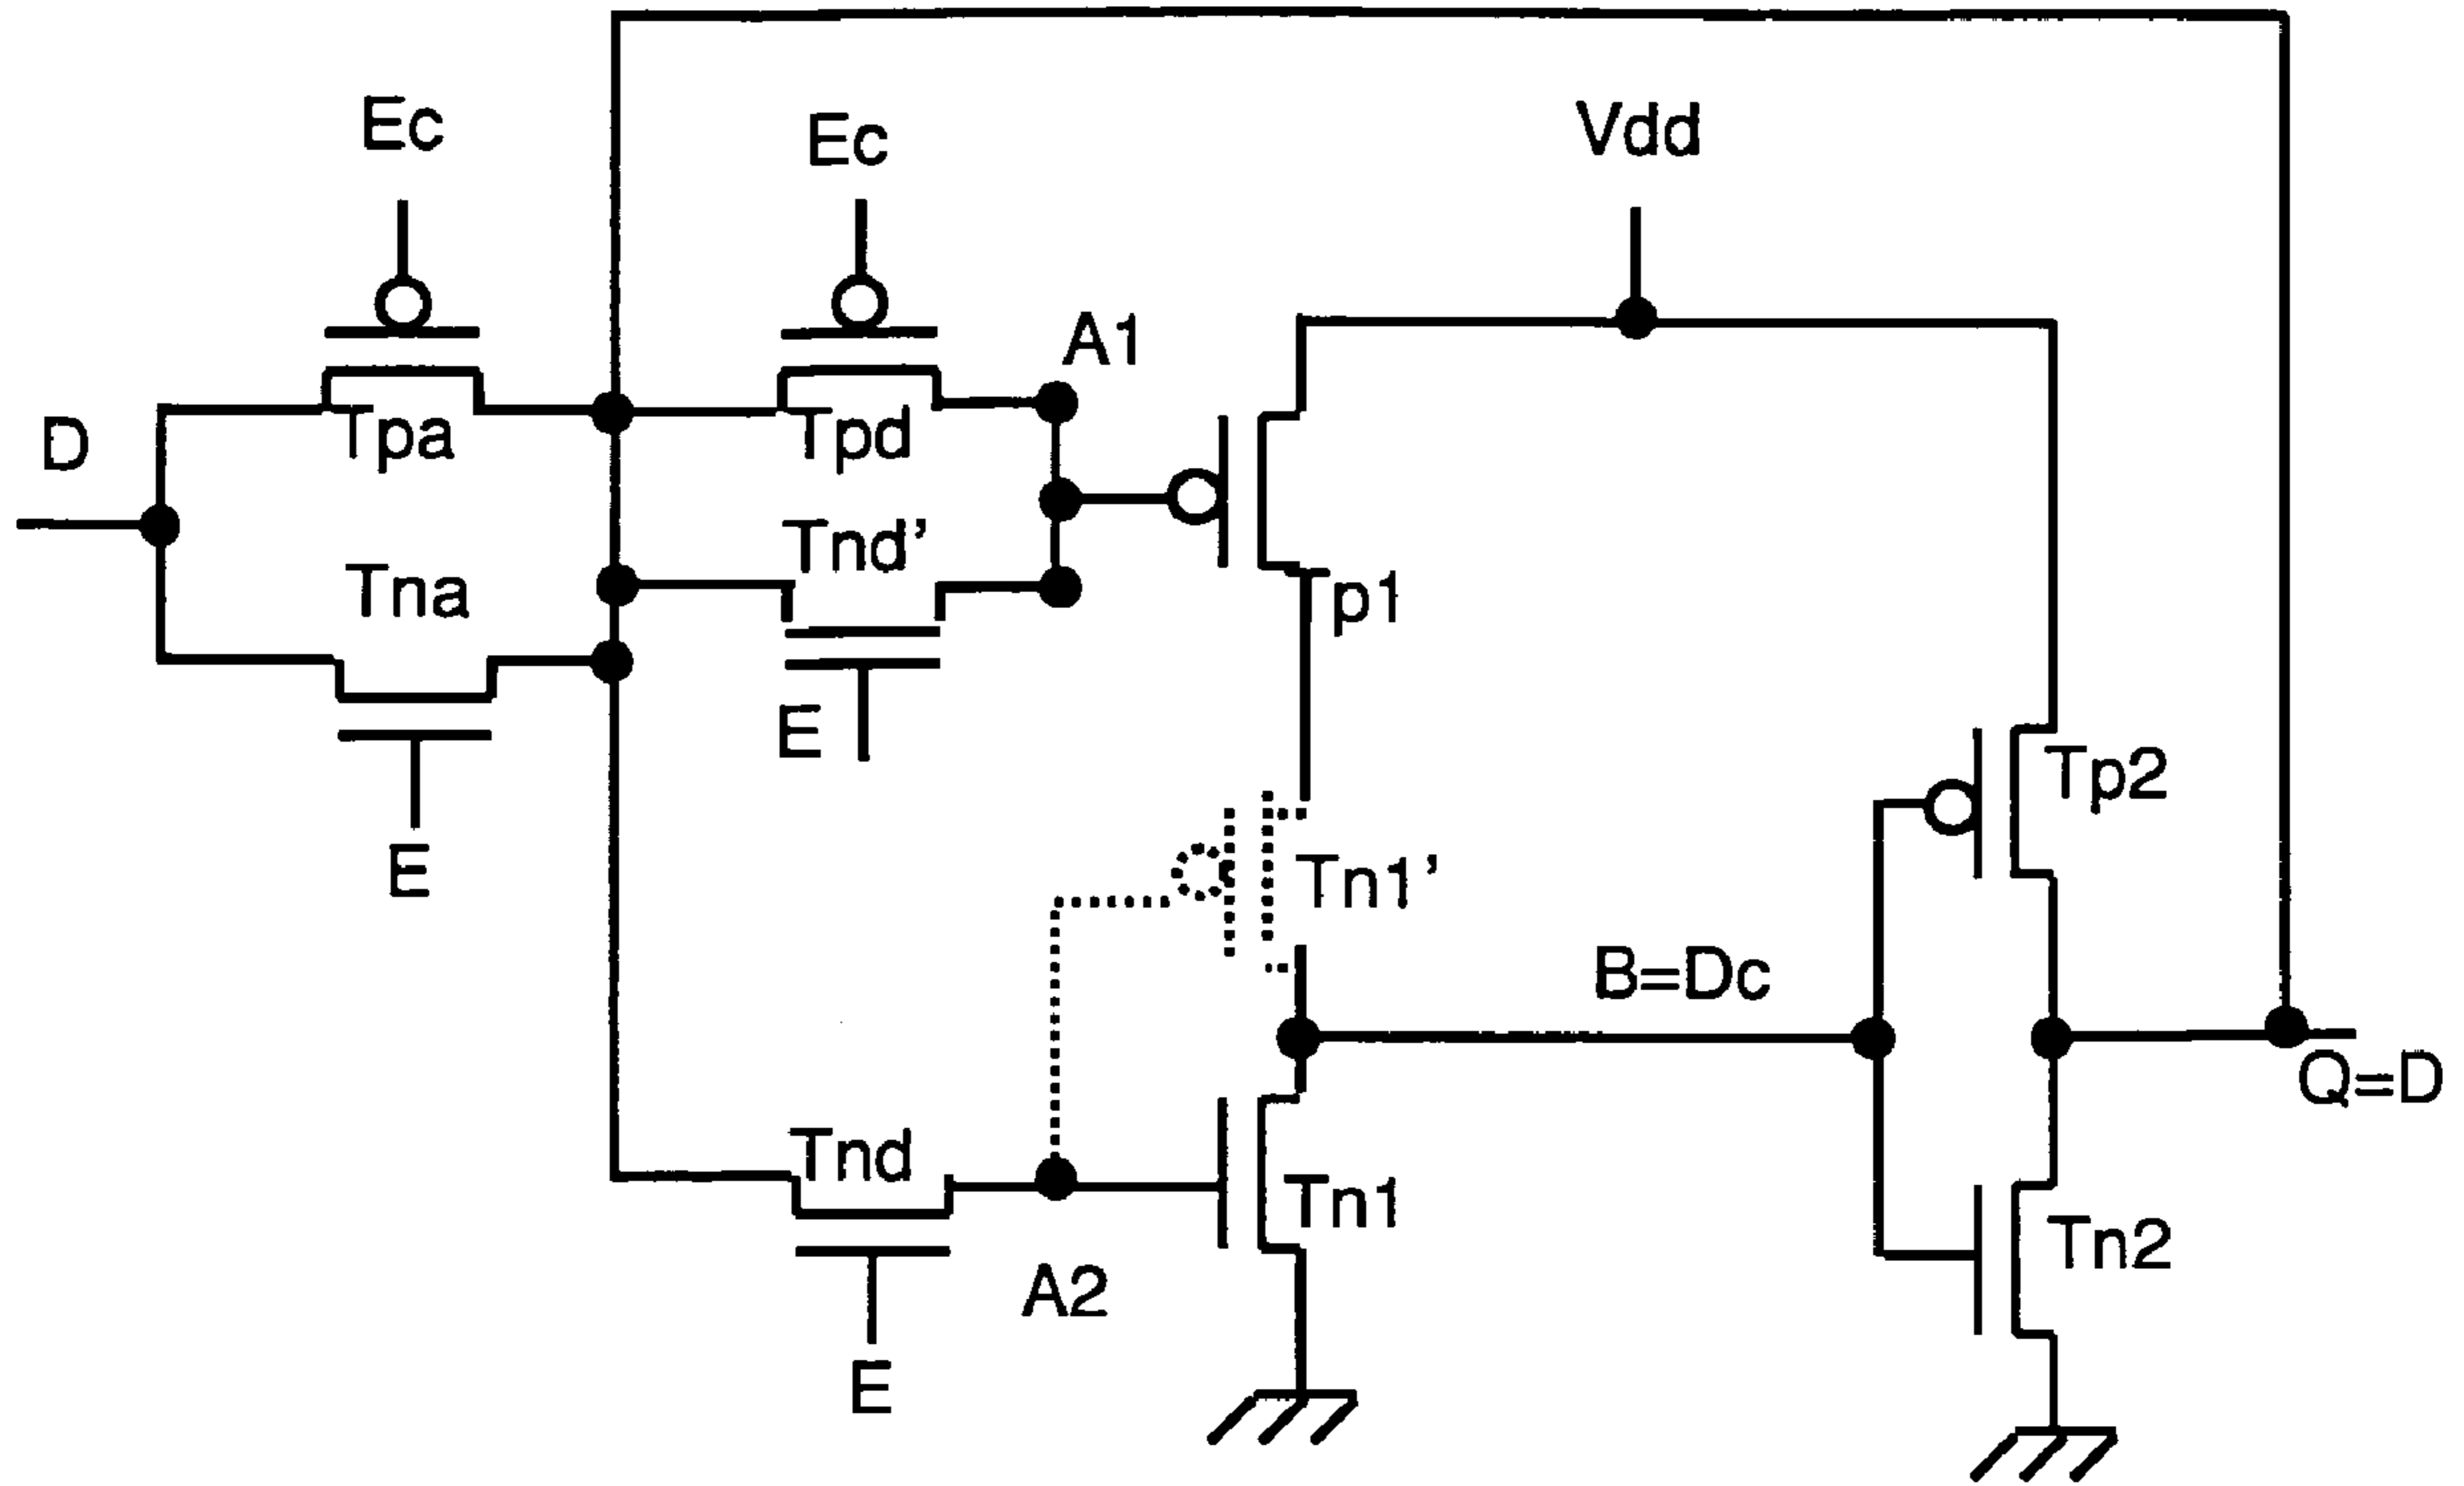 Ec
Ec
Vdd
A1
D
Tpa
Tpd
Tnd’
Tna
Tp1
E
Tp2
E
Tn1’
B=Dc
Q=D
Tnd
Tn1
Tn2
A2
E